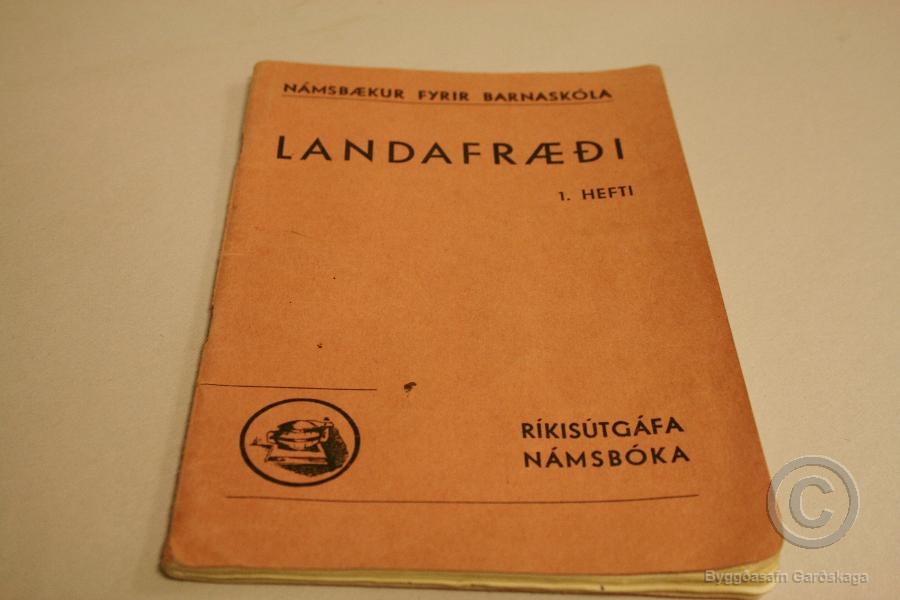 NÁMSBÆKUR FYRIR BARNASKÓLA
LANDAFRÆÐI
1. HEFTI
RÍKISÚTGÁFA
NÁMSBÓKA
©
Byggðasafn Garðskaga